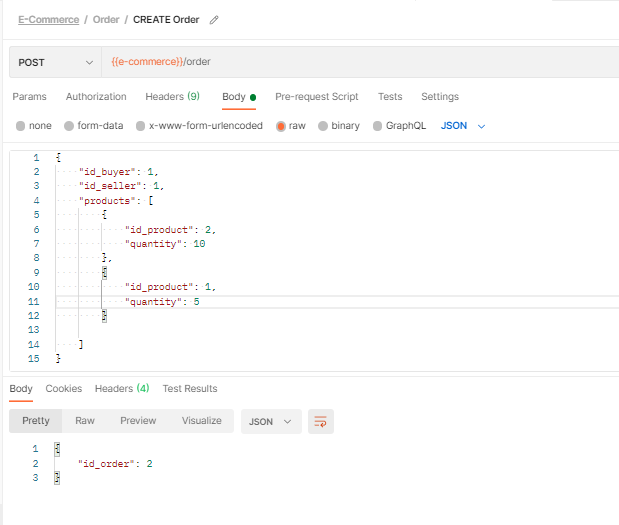 E-Commerce / Order / CREATE Order
POST {{e-commerce}}/order
Params Authorization Headers (9) Body Pre-request Script Tests Settings
none form-data x-www-form-urlencoded raw binary GraphQL JSON
1 {
2 "id_buyer": 1,
3 "id_seller": 1,
4 "products": [
5 {
6 "id_product": 2,
7 "quantity": 10
8 },
9 {
10 "id_product": 1,
11 "quantity": 5
12 }
13
14 ]
15 }
Body Cookies Headers (4) Test Results
Pretty Raw Preview Visualize JSON
1 {
2 "id_order": 2
3 }